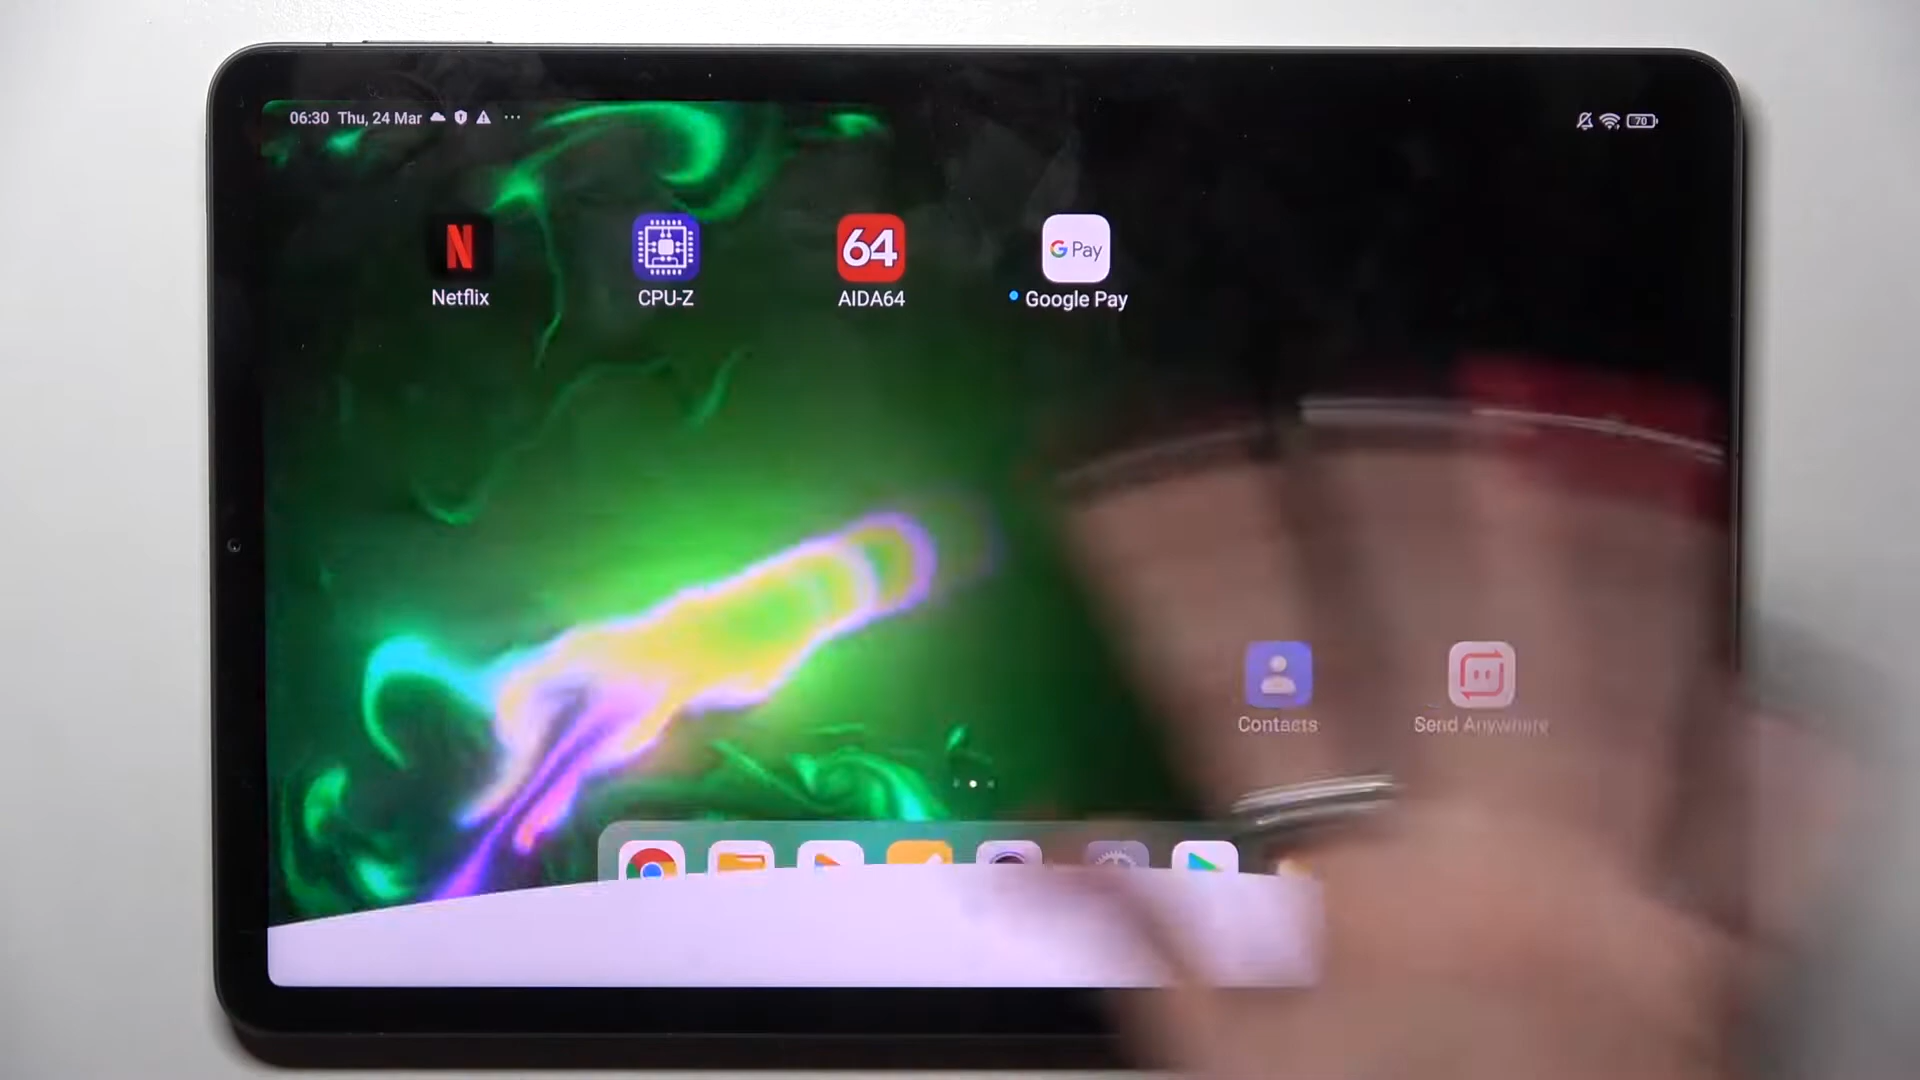 06:30 Thu, 24 Mar
70
N
64
G Pay
Netflix
CPU-Z
AIDA64
Google Pay
Contacts
Send Anywhere